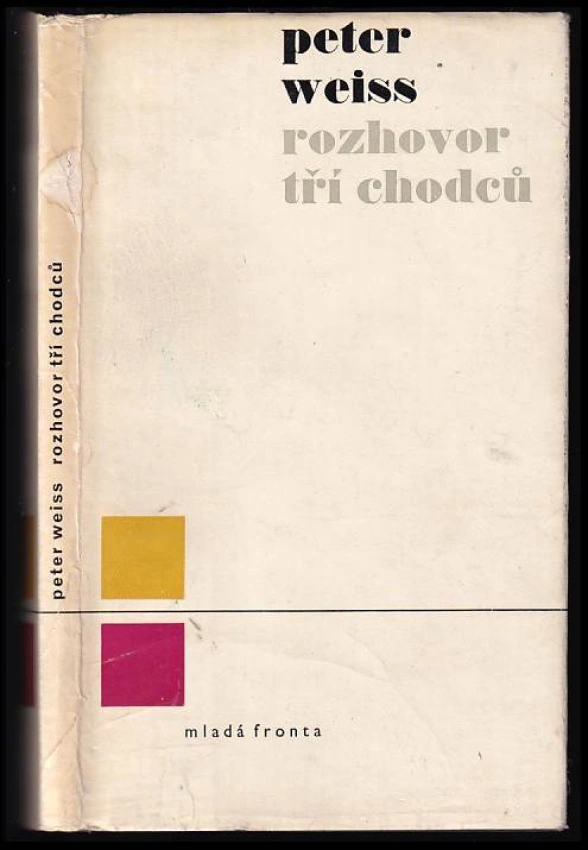 peter
weiss
rozhovor
tří chodců
peter weiss rozhovor tří chodců
mladá fronta